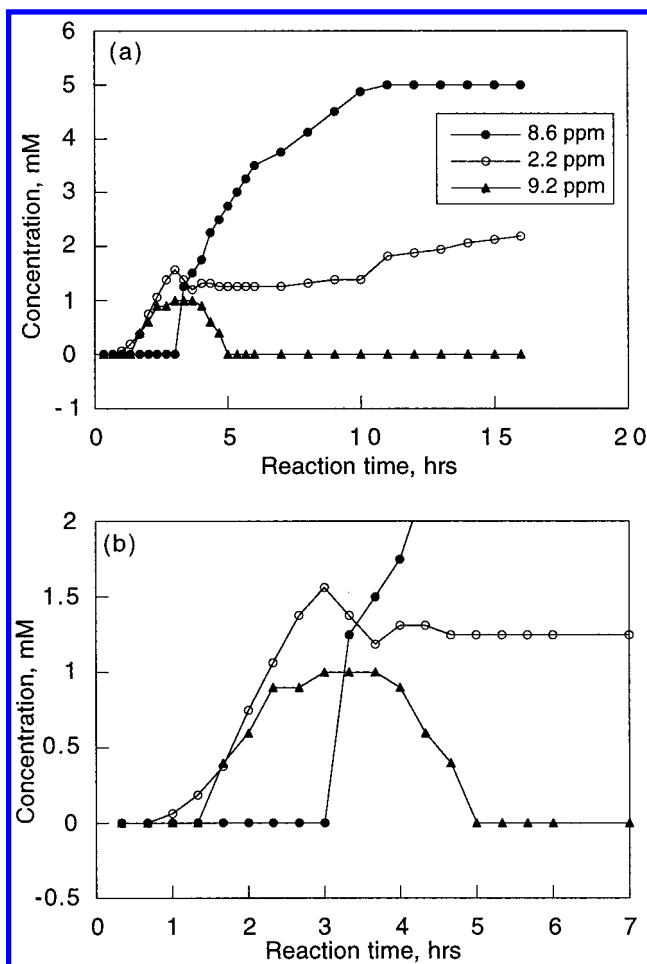 (a)
6
5
4
3
2
1
0
-1
Concentration, mM
8.6 ppm
2.2 ppm
9.2 ppm
0 5 10 15 20
Reaction time, hrs
(b)
2
1.5
1
0.5
0
-0.5
Concentration, mM
0 1 2 3 4 5 6 7
Reaction time, hrs